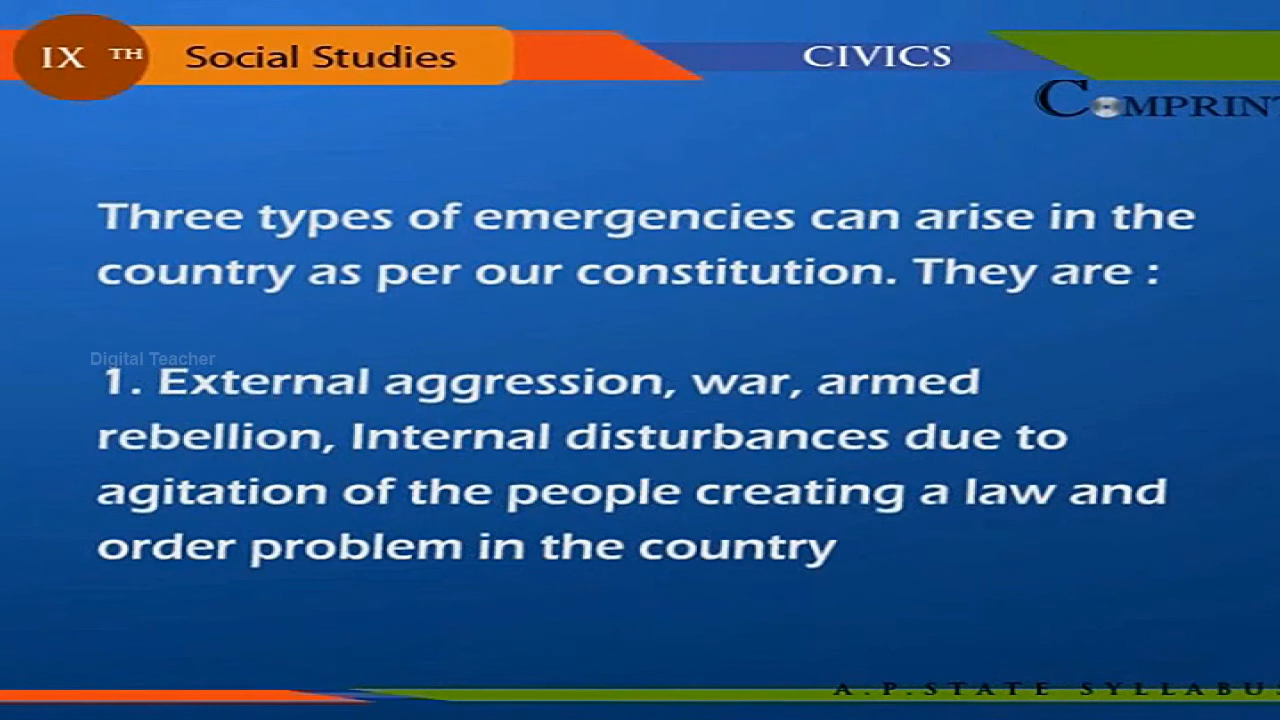 IX TH Social Studies CIVICS
COMPRINT
Three types of emergencies can arise in the
country as per our constitution. They are :
Digital Teacher
1. External aggression, war, armed
rebellion, Internal disturbances due to
agitation of the people creating a law and
order problem in the country
A.P.STATE SYLLABUS